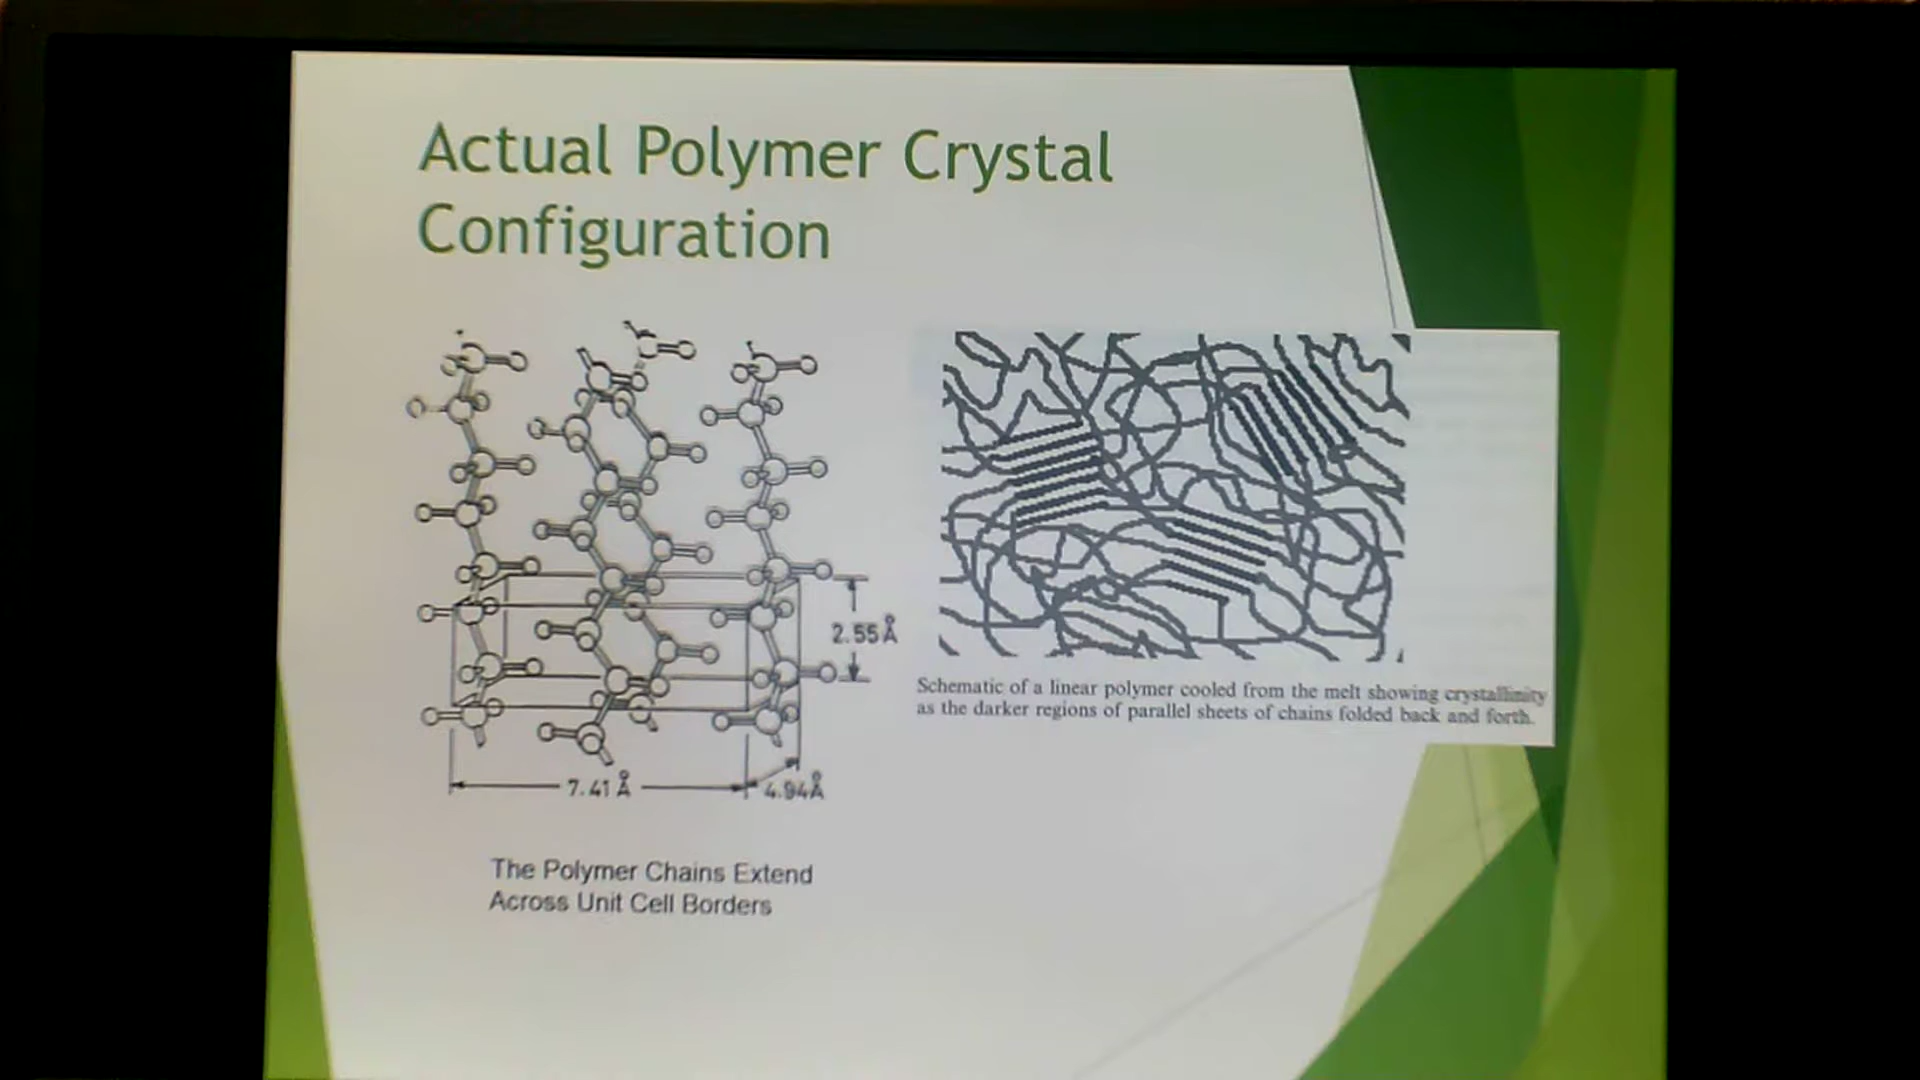 Actual Polymer Crystal
Configuration
2.55Å
7.41 Å
4.94Å
Schematic of a linear polymer cooled from the melt showing crystallinity
as the darker regions of parallel sheets of chains folded back and forth.
The Polymer Chains Extend
Across Unit Cell Borders